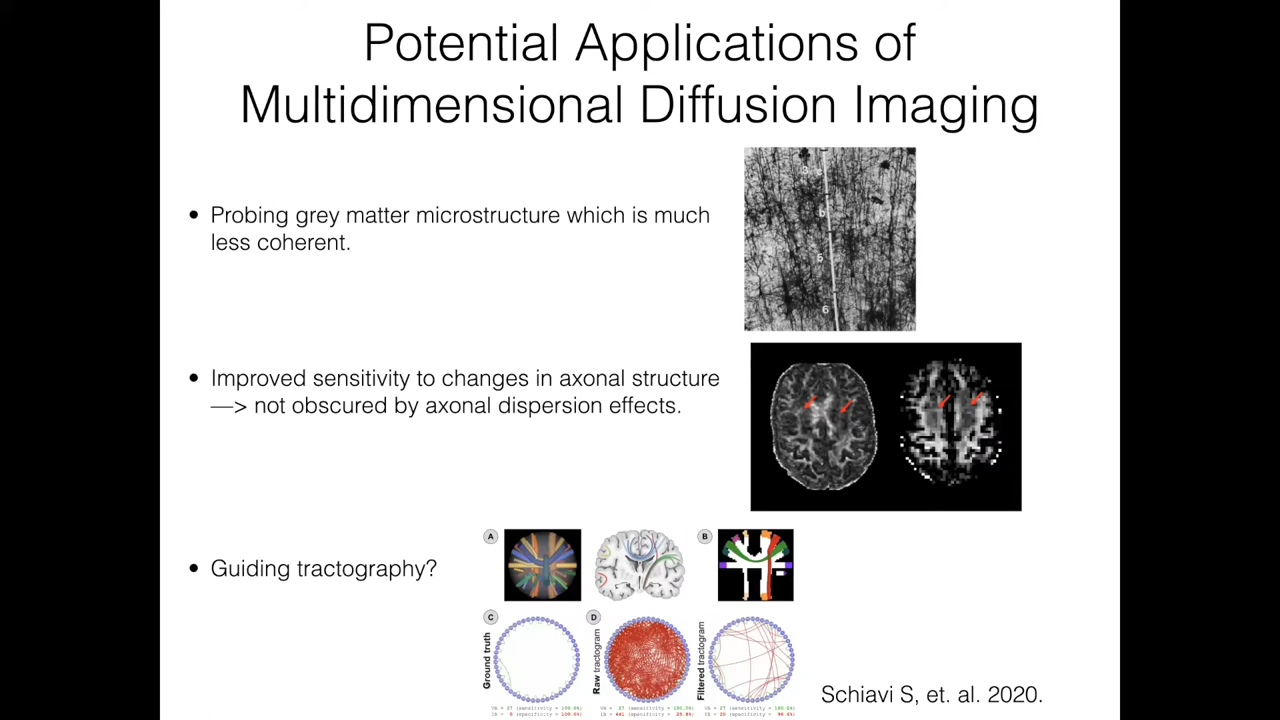 Potential Applications of
Multidimensional Diffusion Imaging
• Probing grey matter microstructure which is much
less coherent.
5
6
• Improved sensitivity to changes in axonal structure
—> not obscured by axonal dispersion effects.
• Guiding tractography?
A
B
C
D
Ground truth
Raw tractogram
Filtered tractogram
Schiavi S, et. al. 2020.